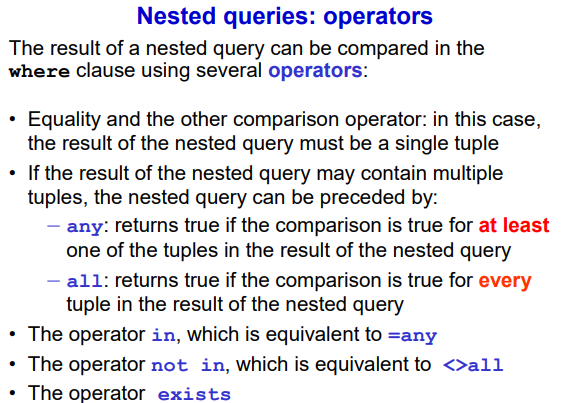 Nested queries: operators
The result of a nested query can be compared in the
where clause using several operators:
• Equality and the other comparison operator: in this case,
the result of the nested query must be a single tuple
• If the result of the nested query may contain multiple
tuples, the nested query can be preceded by:
– any: returns true if the comparison is true for at least
one of the tuples in the result of the nested query
– all: returns true if the comparison is true for every
tuple in the result of the nested query
• The operator in, which is equivalent to =any
• The operator not in, which is equivalent to <>all
• The operator exists